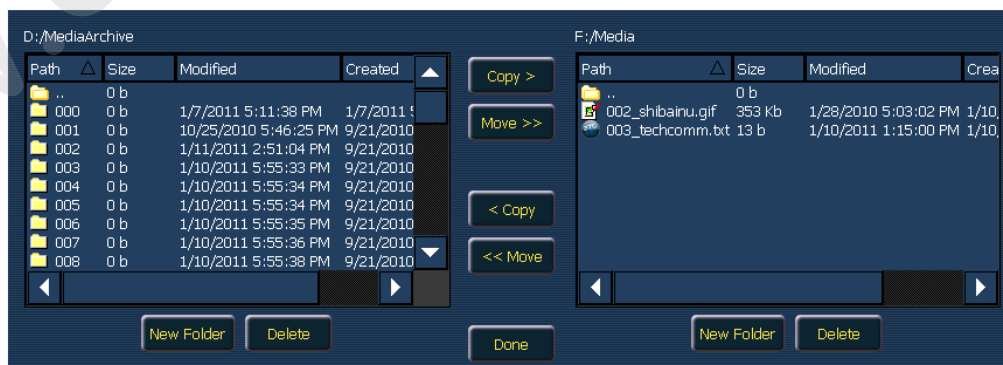 D:/MediaArchive
Path Size Modified Created
.. 0 b
000 0 b 1/7/2011 5:11:38 PM 1/7/2011
001 0 b 10/25/2010 5:46:25 PM 9/21/2010
002 0 b 1/11/2011 2:51:04 PM 9/21/2010
003 0 b 1/10/2011 5:55:33 PM 9/21/2010
004 0 b 1/10/2011 5:55:34 PM 9/21/2010
005 0 b 1/10/2011 5:55:34 PM 9/21/2010
006 0 b 1/10/2011 5:55:35 PM 9/21/2010
007 0 b 1/10/2011 5:55:36 PM 9/21/2010
008 0 b 1/10/2011 5:55:38 PM 9/21/2010
New Folder Delete
Copy >
Move >>
< Copy
<< Move
Done
F:/Media
Path Size Modified Crea
.. 0 b
002_shibainu.gif 353 Kb 1/28/2010 5:03:02 PM 1/10
003_techcomm.txt 13 b 1/10/2011 1:15:00 PM 1/10
New Folder Delete